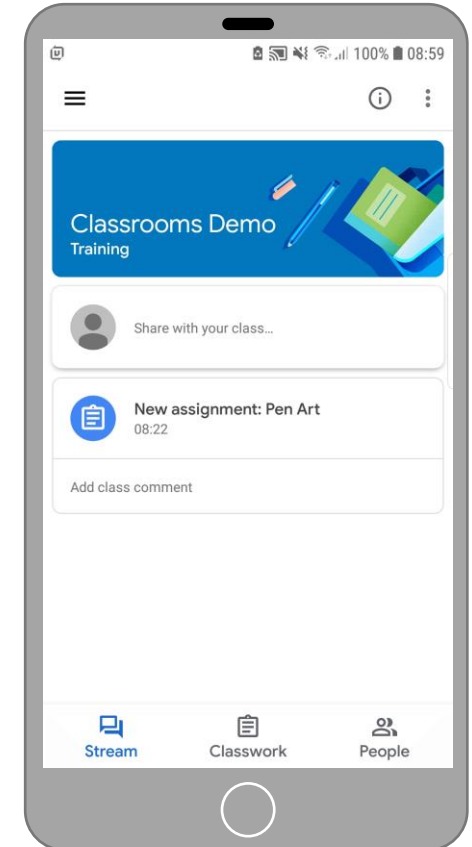 100% 08:59
Classrooms Demo
Training
Share with your class...
New assignment: Pen Art
08:22
Add class comment
Stream Classwork People